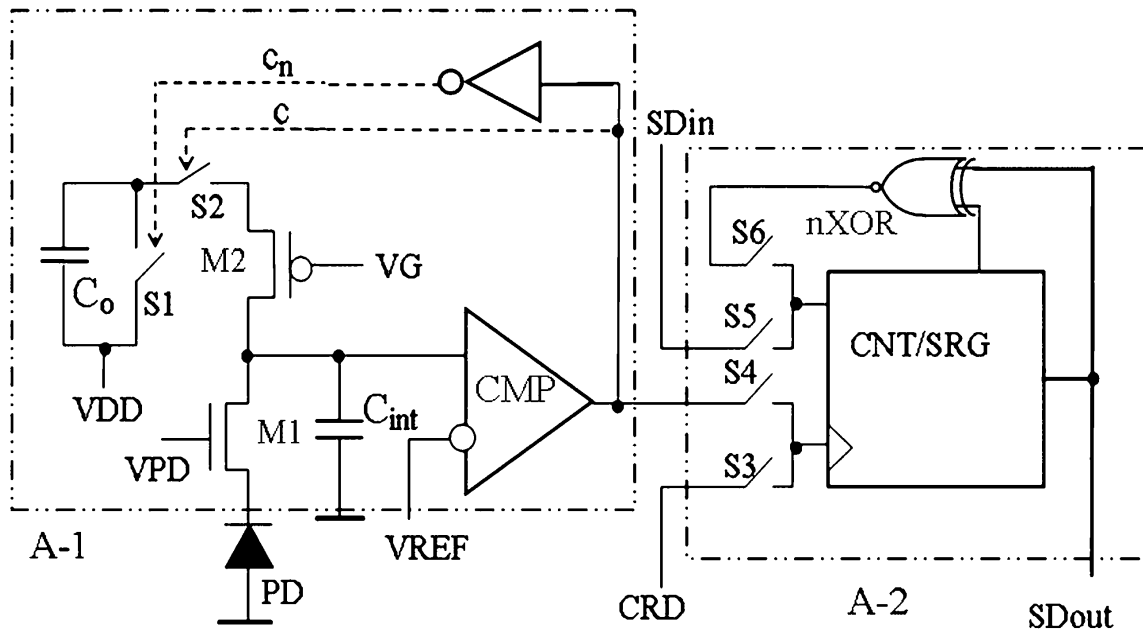 c_n
c
SDin
S2
nXOR
S6
M2
VG
C_o
S1
S5
CNT/SRG
VDD
S4
CMP
M1
C_int
VPD
S3
A-1
VREF
PD
CRD
A-2
SDout